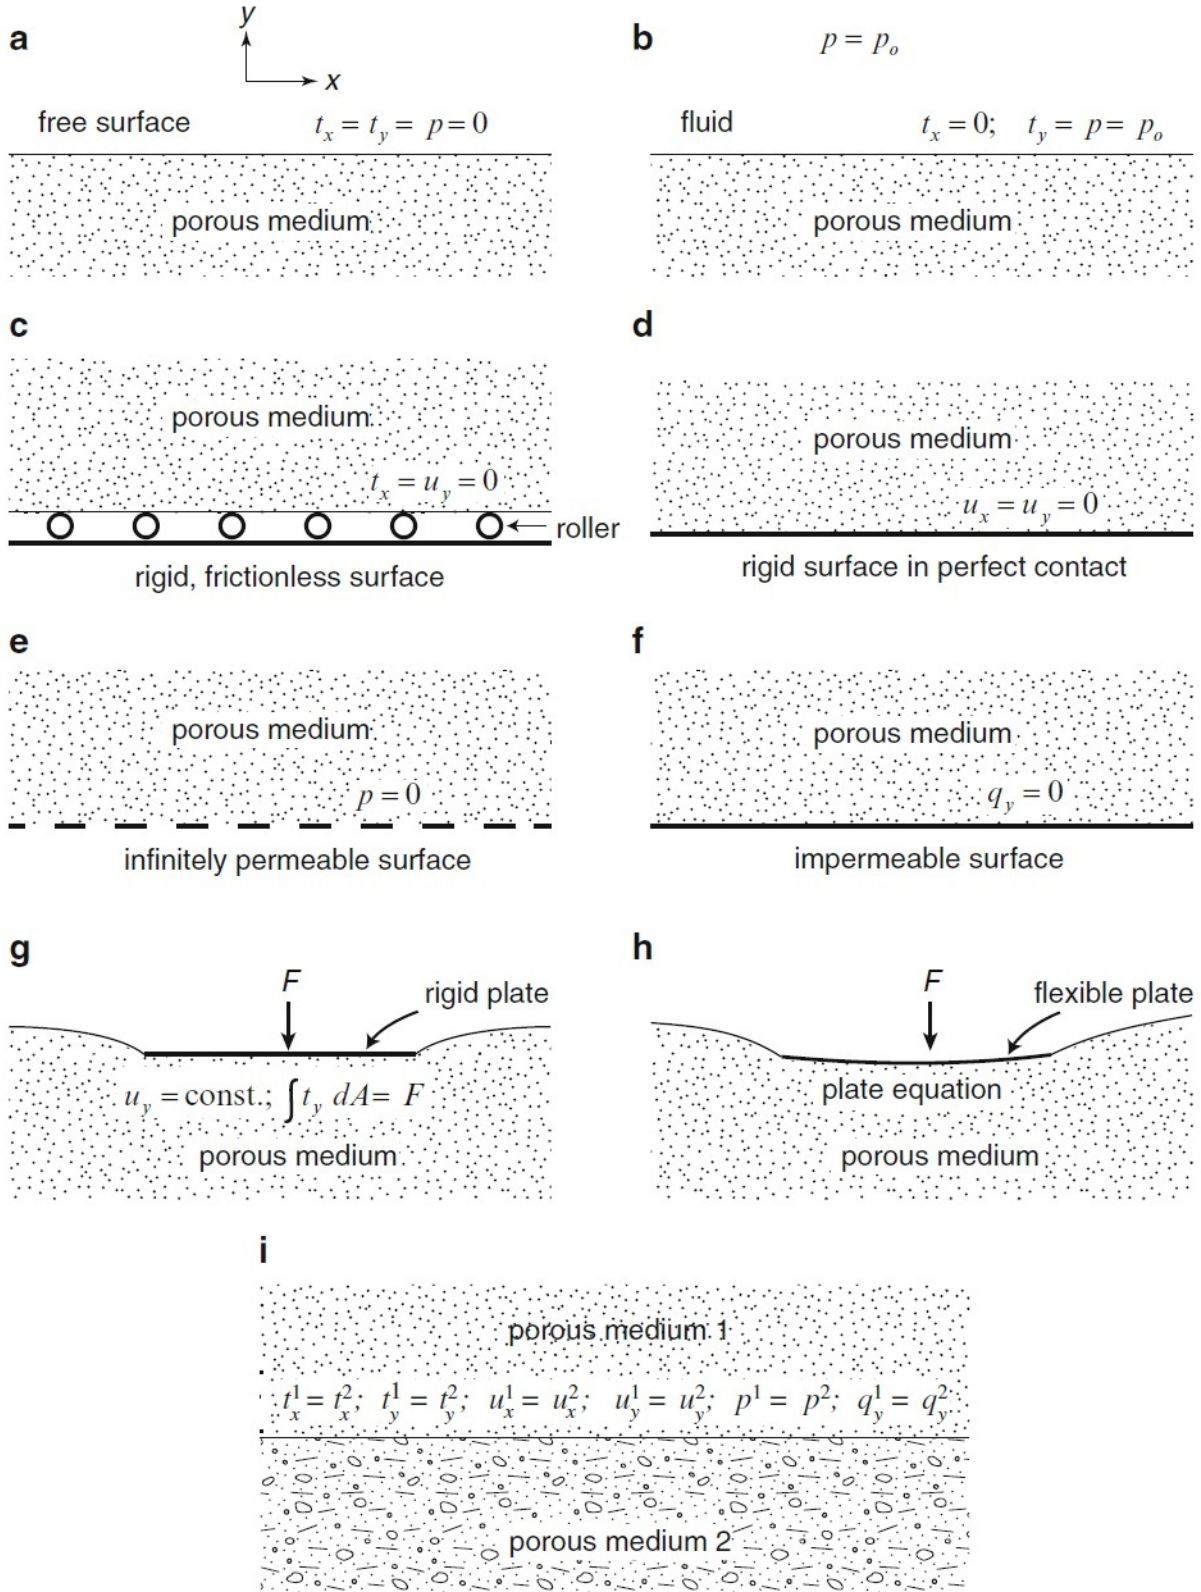 a
y
x
free surface
t_x = t_y = p = 0
porous medium
b
p = p_o
fluid
t_x = 0; t_y = p = p_o
porous medium
c
porous medium
t_x = u_y = 0
roller
rigid, frictionless surface
d
porous medium
u_x = u_y = 0
rigid surface in perfect contact
e
porous medium
p = 0
infinitely permeable surface
f
porous medium
q_y = 0
impermeable surface
g
F
rigid plate
u_y = const.; ∫ t_y dA = F
porous medium
h
F
flexible plate
plate equation
porous medium
i
porous medium 1
t_x^1 = t_x^2; t_y^1 = t_y^2; u_x^1 = u_x^2; u_y^1 = u_y^2; p^1 = p^2; q_y^1 = q_y^2
porous medium 2